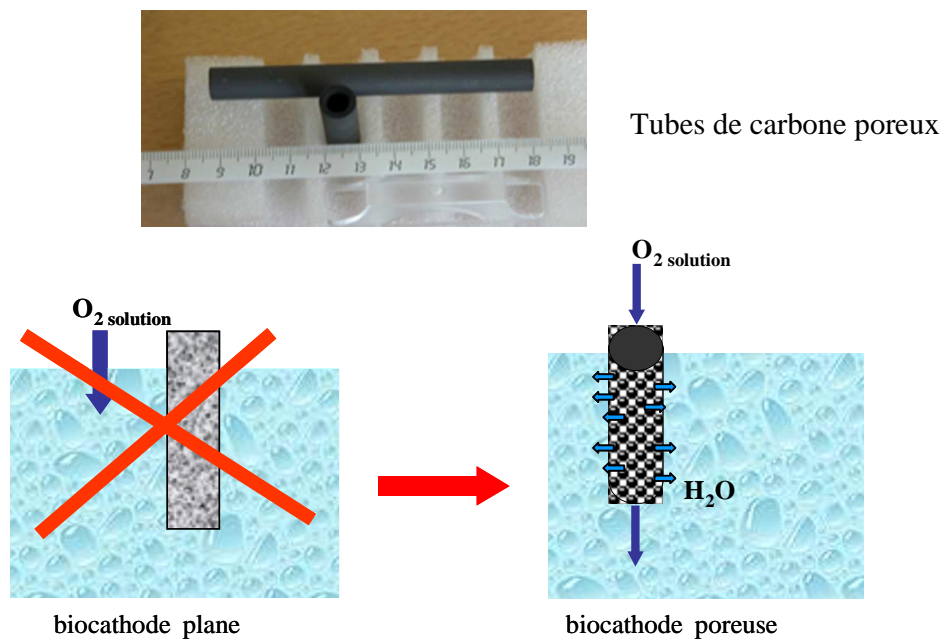 Tubes de carbone poreux
7 8 9 10 11 12 13 14 15 16 17 18 19
O2 solution
O2 solution
H2O
biocathode plane
biocathode poreuse